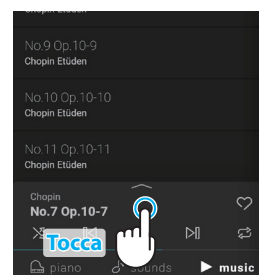 Chopin Etüden
No.9 Op.10-9
Chopin Etüden
No.10 Op.10-10
Chopin Etüden
No.11 Op.10-11
Chopin Etüden
Chopin
No.7 Op.10-7
Tocca
piano
sounds
music